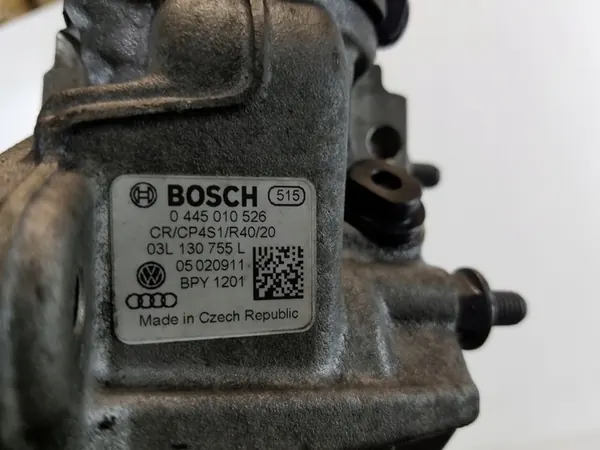 BOSCH 515
0 445 010 526
CR/CP4S1/R40/20
03L 130 755 L
05 020911
BPY 1201
Made in Czech Republic